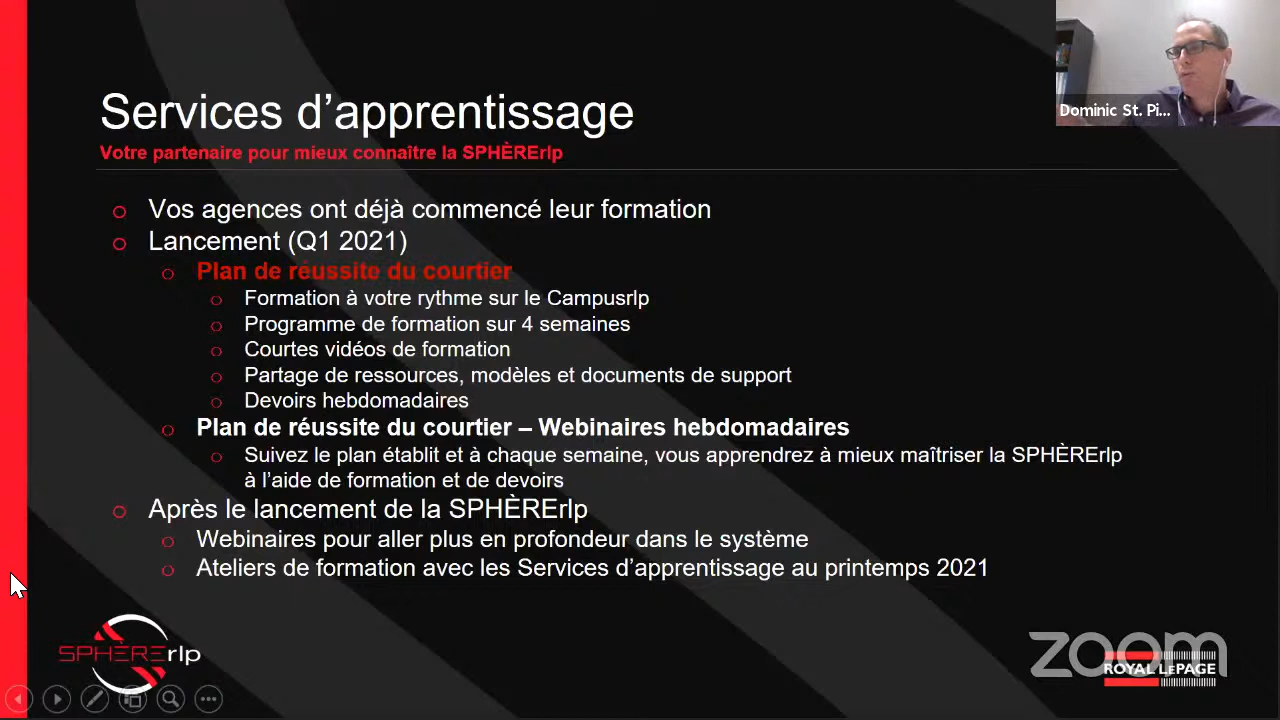 Services d’apprentissage
Votre partenaire pour mieux connaître la SPHÈRErlp
Dominic St. Pi...
o Vos agences ont déjà commencé leur formation
o Lancement (Q1 2021)
o Plan de réussite du courtier
o Formation à votre rythme sur le Campusrlp
o Programme de formation sur 4 semaines
o Courtes vidéos de formation
o Partage de ressources, modèles et documents de support
o Devoirs hebdomadaires
o Plan de réussite du courtier – Webinaires hebdomadaires
o Suivez le plan établit et à chaque semaine, vous apprendrez à mieux maîtriser la SPHÈRErlp
à l’aide de formation et de devoirs
o Après le lancement de la SPHÈRErlp
o Webinaires pour aller plus en profondeur dans le système
o Ateliers de formation avec les Services d’apprentissage au printemps 2021
SPHÈRErlp
zoom
ROYAL LEPAGE